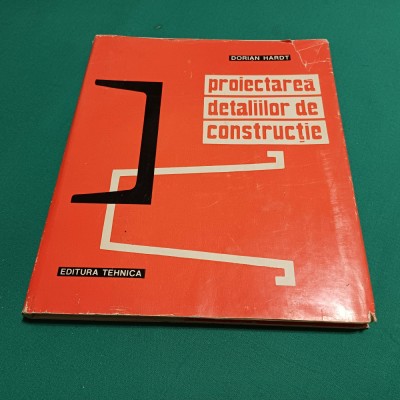 DORIAN HARDT
proiectarea
detaliilor de
construcție
EDITURA TEHNICA